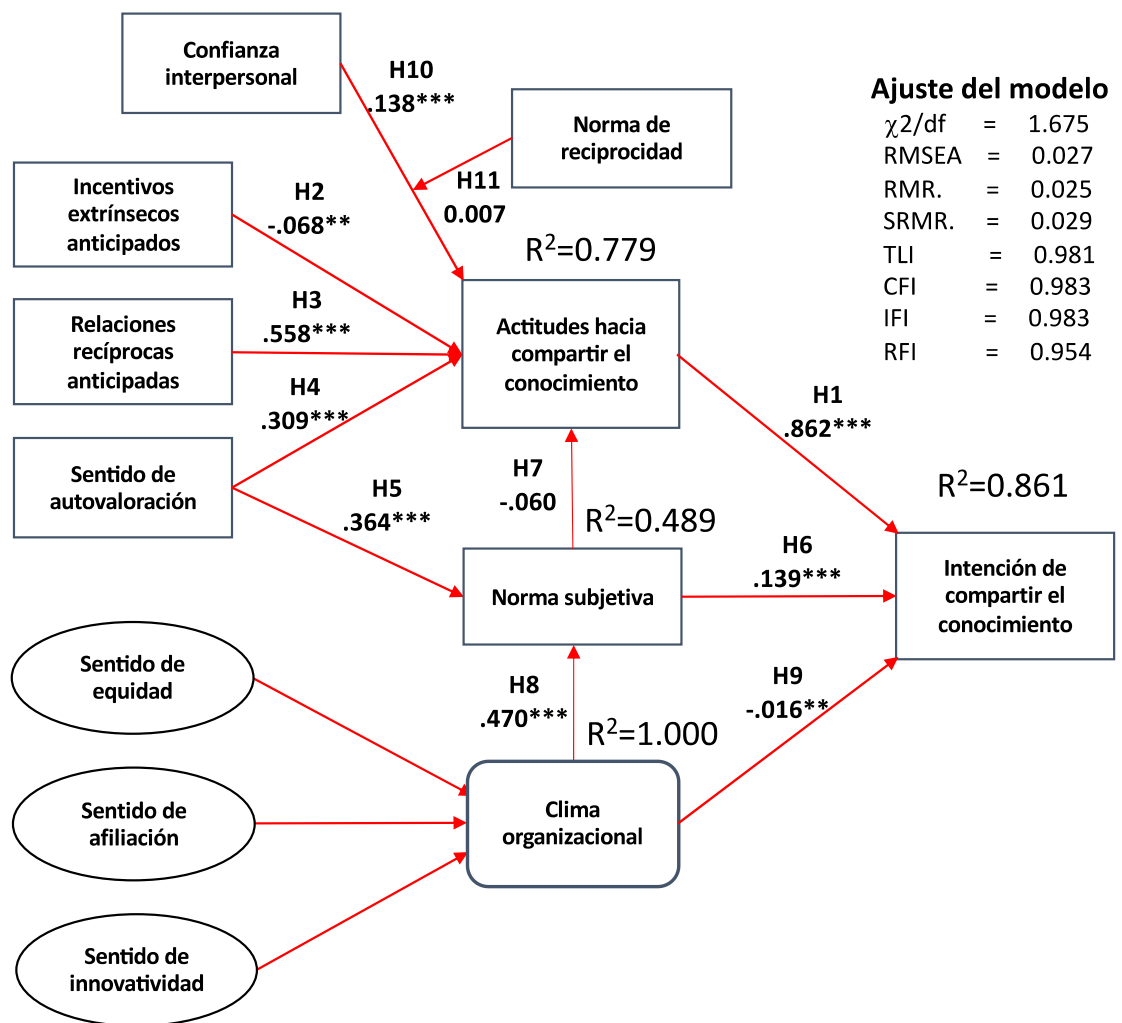 Confianza
interpersonal
H10
.138***
Norma de
reciprocidad
H11
0.007
Ajuste del modelo
χ2/df = 1.675
RMSEA = 0.027
RMR. = 0.025
SRMR. = 0.029
TLI = 0.981
CFI = 0.983
IFI = 0.983
RFI = 0.954
Incentivos
extrínsecos
anticipados
H2
-.068**
R²=0.779
Relaciones
recíprocas
anticipadas
H3
.558***
Actitudes hacia
compartir el
conocimiento
H4
.309***
H1
.862***
Sentido de
autovaloración
H5
.364***
H7
-.060
R²=0.489
R²=0.861
Norma subjetiva
H6
.139***
Intención de
compartir el
conocimiento
Sentido de
equidad
H8
.470***
R²=1.000
H9
-.016**
Sentido de
afiliación
Clima
organizacional
Sentido de
innovatividad